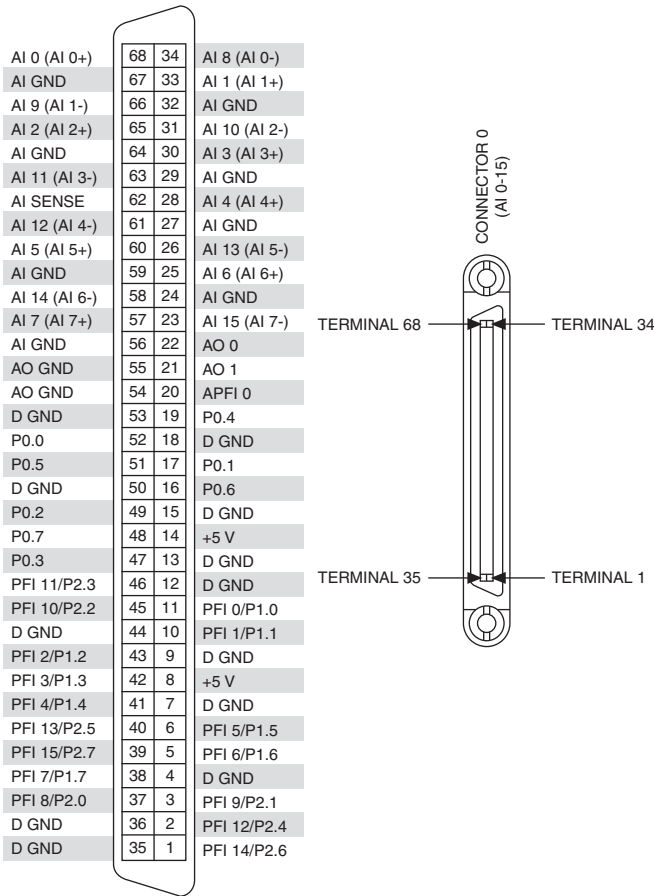 AI 0 (AI 0+) 68 34 AI 8 (AI 0-)
AI GND 67 33 AI 1 (AI 1+)
AI 9 (AI 1-) 66 32 AI GND
AI 2 (AI 2+) 65 31 AI 10 (AI 2-)
AI GND 64 30 AI 3 (AI 3+)
AI 11 (AI 3-) 63 29 AI GND
AI SENSE 62 28 AI 4 (AI 4+)
AI 12 (AI 4-) 61 27 AI GND
AI 5 (AI 5+) 60 26 AI 13 (AI 5-)
AI GND 59 25 AI 6 (AI 6+)
AI 14 (AI 6-) 58 24 AI GND
AI 7 (AI 7+) 57 23 AI 15 (AI 7-)
AI GND 56 22 AO 0
AO GND 55 21 AO 1
AO GND 54 20 APFI 0
D GND 53 19 P0.4
P0.0 52 18 D GND
P0.5 51 17 P0.1
D GND 50 16 P0.6
P0.2 49 15 D GND
P0.7 48 14 +5 V
P0.3 47 13 D GND
PFI 11/P2.3 46 12 D GND
PFI 10/P2.2 45 11 PFI 0/P1.0
D GND 44 10 PFI 1/P1.1
PFI 2/P1.2 43 9 D GND
PFI 3/P1.3 42 8 +5 V
PFI 4/P1.4 41 7 D GND
PFI 13/P2.5 40 6 PFI 5/P1.5
PFI 15/P2.7 39 5 PFI 6/P1.6
PFI 7/P1.7 38 4 D GND
PFI 8/P2.0 37 3 PFI 9/P2.1
D GND 36 2 PFI 12/P2.4
D GND 35 1 PFI 14/P2.6
CONNECTOR 0
(AI 0-15)
TERMINAL 68 TERMINAL 34
TERMINAL 35 TERMINAL 1